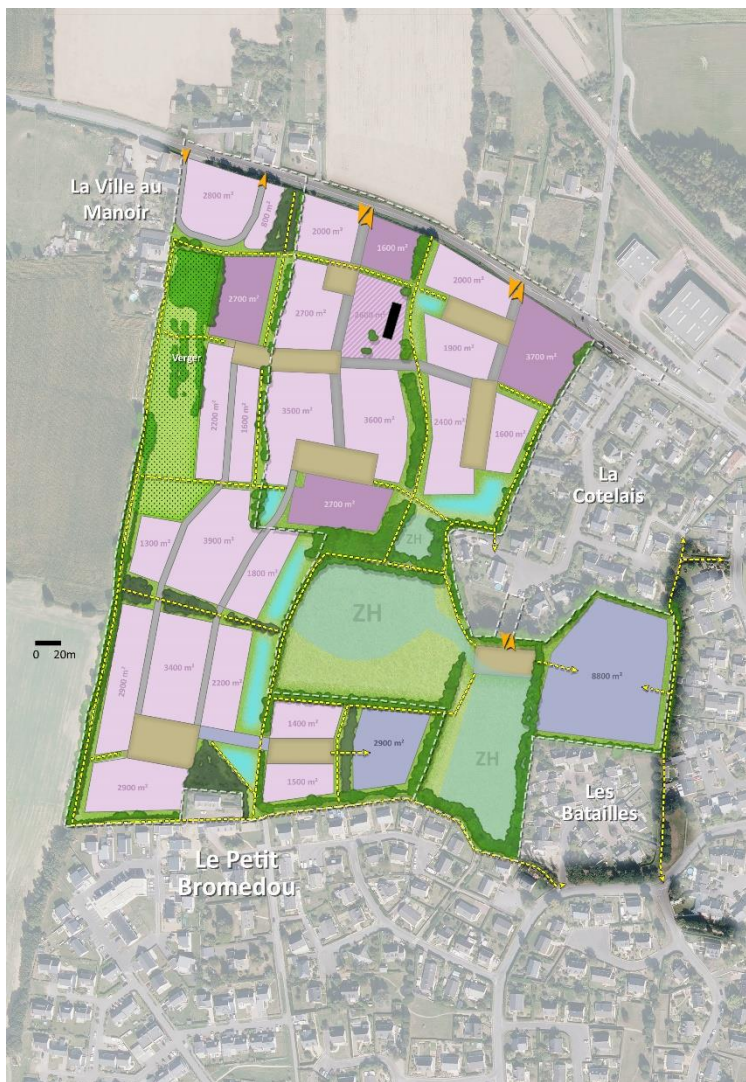 La Ville au
Manoir
2800 m²
800 m²
2000 m²
1600 m²
2000 m²
2700 m²
2700 m²
2600 m²
1900 m²
3700 m²
Verger
2200 m²
1600 m²
3500 m²
3600 m²
2400 m²
1600 m²
La
Cotelais
2700 m²
1300 m²
3900 m²
1800 m²
ZH
ZH
0 20m
2900 m²
3400 m²
2200 m²
8800 m²
1400 m²
2900 m²
ZH
2900 m²
1500 m²
Les
Batailles
Le Petit
Bromedou